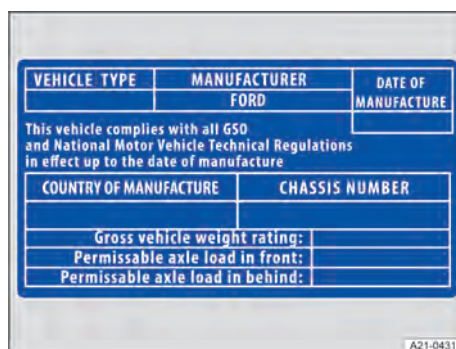 VEHICLE TYPE MANUFACTURER DATE OF MANUFACTURE
FORD
This vehicle complies with all GSO
and National Motor Vehicle Technical Regulations
in effect up to the date of manufacture
COUNTRY OF MANUFACTURE CHASSIS NUMBER
Gross vehicle weight rating:
Permissable axle load in front:
Permissable axle load in behind:
A21-0431